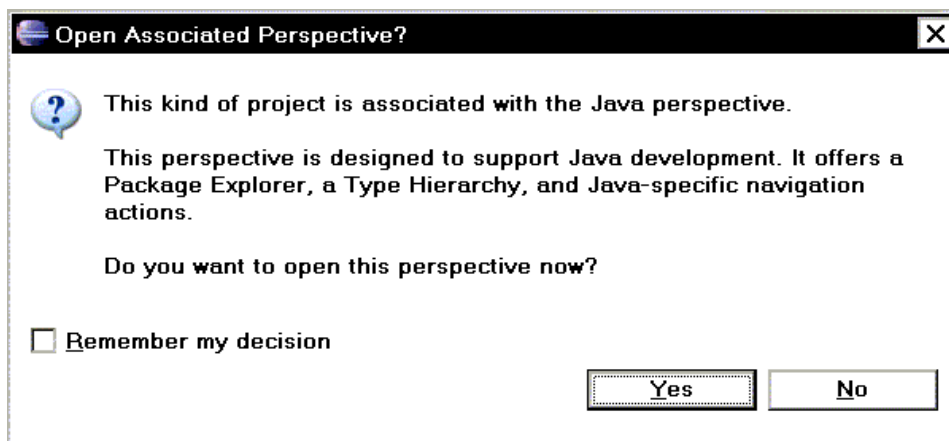 Open Associated Perspective?
This kind of project is associated with the Java perspective.
This perspective is designed to support Java development. It offers a
Package Explorer, a Type Hierarchy, and Java-specific navigation
actions.
Do you want to open this perspective now?
Remember my decision
Yes No